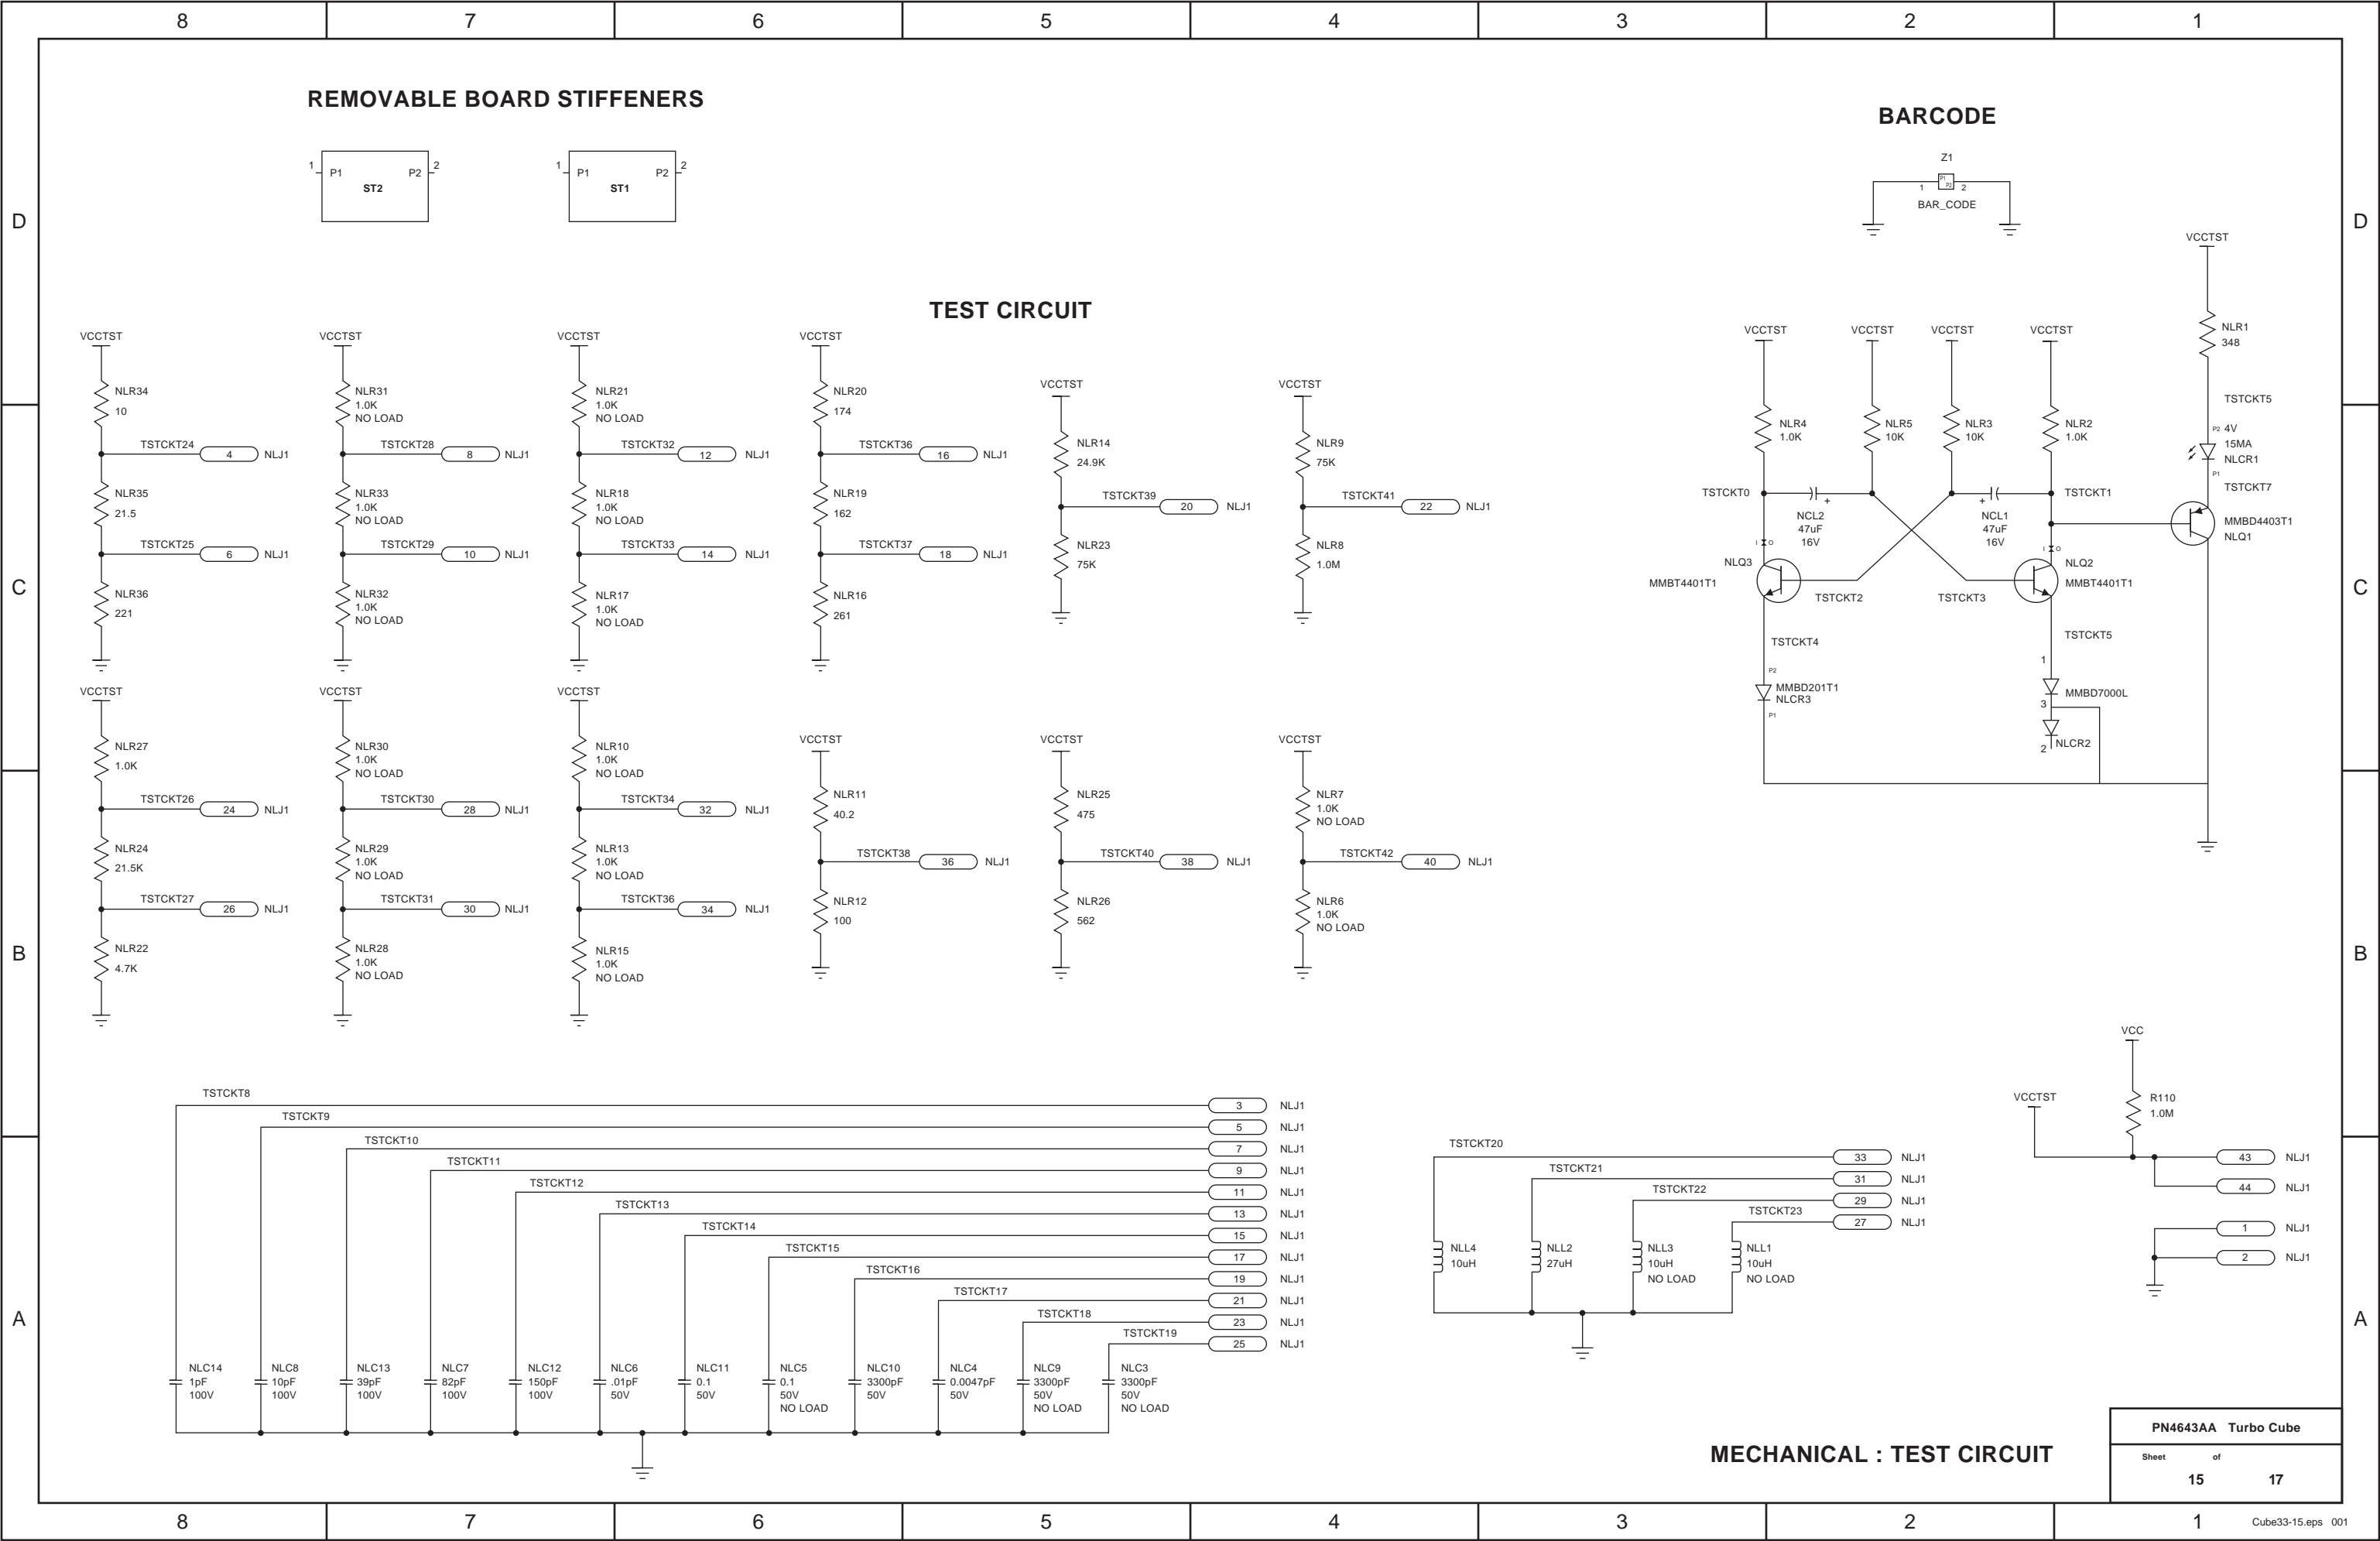 8 7 6 5 4 3 2 1
REMOVABLE BOARD STIFFENERS
BARCODE
1 P1 P2 2
ST2
1 P1 P2 2
ST1
Z1
1 P1 P2 2
BAR_CODE
D D
TEST CIRCUIT
VCCTST
NLR34
10
TSTCKT24 4 NLJ1
NLR35
21.5
TSTCKT25 6 NLJ1
NLR36
221
VCCTST
NLR31
1.0K
NO LOAD
TSTCKT28 8 NLJ1
NLR33
1.0K
NO LOAD
TSTCKT29 10 NLJ1
NLR32
1.0K
NO LOAD
VCCTST
NLR21
1.0K
NO LOAD
TSTCKT32 12 NLJ1
NLR18
1.0K
NO LOAD
TSTCKT33 14 NLJ1
NLR17
1.0K
NO LOAD
VCCTST
NLR20
174
TSTCKT36 16 NLJ1
NLR19
162
TSTCKT37 18 NLJ1
NLR16
261
VCCTST
NLR14
24.9K
TSTCKT39 20 NLJ1
NLR23
75K
VCCTST
NLR9
75K
TSTCKT41 22 NLJ1
NLR8
1.0M
VCCTST VCCTST VCCTST VCCTST
NLR4
1.0K
NLR5
10K
NLR3
10K
NLR2
1.0K
TSTCKT0
+
NCL2
47uF
16V
+
NCL1
47uF
16V
TSTCKT1
I O
NLQ3
MMBT4401T1
TSTCKT2
TSTCKT3
I O
NLQ2
MMBT4401T1
TSTCKT4
P2
MMBD201T1
NLCR3
P1
TSTCKT5
1
MMBD7000L
3
NLCR2
2
VCCTST
NLR1
348
TSTCKT5
P2 4V
15MA
NLCR1
P1
TSTCKT7
MMBD4403T1
NLQ1
C C
VCCTST
NLR27
1.0K
TSTCKT26 24 NLJ1
NLR24
21.5K
TSTCKT27 26 NLJ1
NLR22
4.7K
VCCTST
NLR30
1.0K
NO LOAD
TSTCKT30 28 NLJ1
NLR29
1.0K
NO LOAD
TSTCKT31 30 NLJ1
NLR28
1.0K
NO LOAD
VCCTST
NLR10
1.0K
NO LOAD
TSTCKT34 32 NLJ1
NLR13
1.0K
NO LOAD
TSTCKT36 34 NLJ1
NLR15
1.0K
NO LOAD
VCCTST
NLR11
40.2
TSTCKT38 36 NLJ1
NLR12
100
VCCTST
NLR25
475
TSTCKT40 38 NLJ1
NLR26
562
VCCTST
NLR7
1.0K
NO LOAD
TSTCKT42 40 NLJ1
NLR6
1.0K
NO LOAD
B B
TSTCKT8 3 NLJ1
TSTCKT9 5 NLJ1
TSTCKT10 7 NLJ1
TSTCKT11 9 NLJ1
TSTCKT12 11 NLJ1
TSTCKT13 13 NLJ1
TSTCKT14 15 NLJ1
TSTCKT15 17 NLJ1
TSTCKT16 19 NLJ1
TSTCKT17 21 NLJ1
TSTCKT18 23 NLJ1
TSTCKT19 25 NLJ1
NLC14
1pF
100V
NLC8
10pF
100V
NLC13
39pF
100V
NLC7
82pF
100V
NLC12
150pF
100V
NLC6
.01pF
50V
NLC11
0.1
50V
NLC5
0.1
50V
NO LOAD
NLC10
3300pF
50V
NLC4
0.0047pF
50V
NLC9
3300pF
50V
NO LOAD
NLC3
3300pF
50V
NO LOAD
TSTCKT20 33 NLJ1
TSTCKT21 31 NLJ1
TSTCKT22 29 NLJ1
TSTCKT23 27 NLJ1
NLL4
10uH
NLL2
27uH
NLL3
10uH
NO LOAD
NLL1
10uH
NO LOAD
VCC
VCCTST
R110
1.0M
43 NLJ1
44 NLJ1
1 NLJ1
2 NLJ1
A A
MECHANICAL : TEST CIRCUIT
PN4643AA Turbo Cube
Sheet of
15 17
8 7 6 5 4 3 2 1
Cube33-15.eps 001